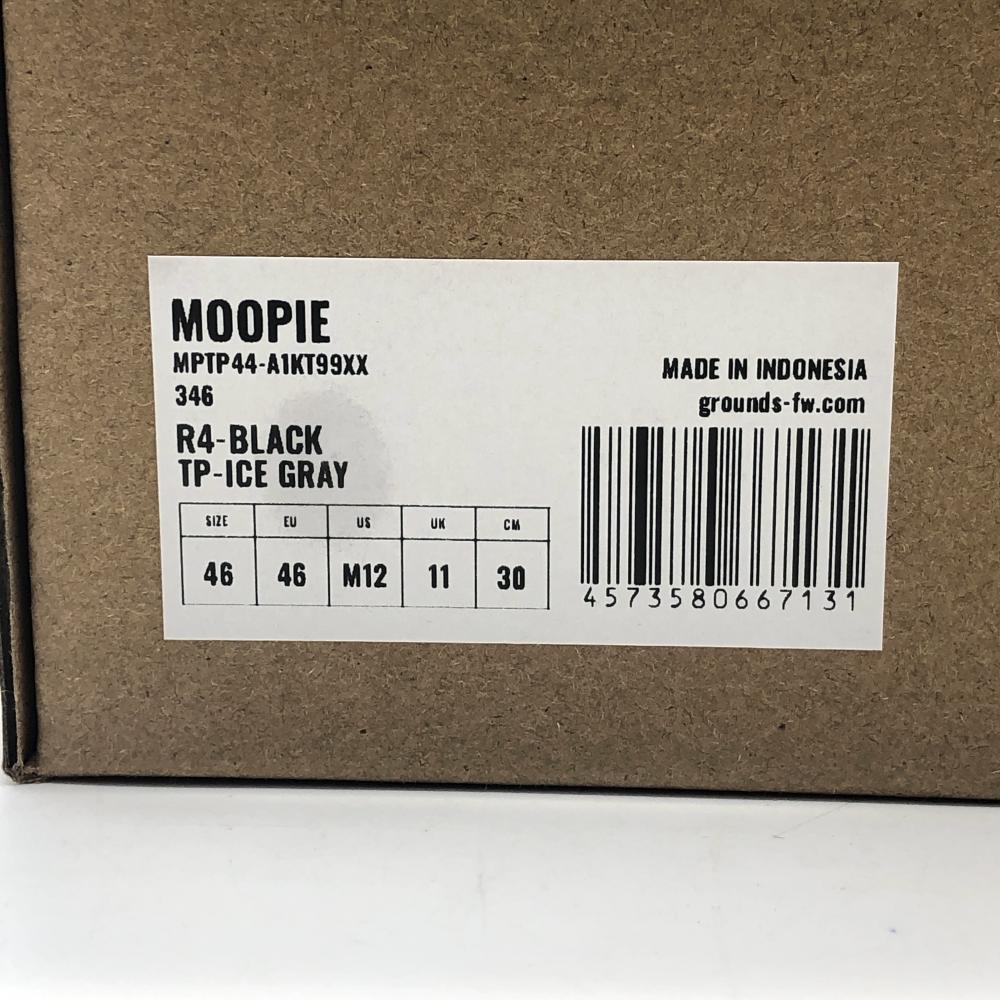 MOOPIE
MPTP44-A1KT99XX
346
R4-BLACK
TP-ICE GRAY
MADE IN INDONESIA
grounds-fw.com
SIZE EU US UK CM
46 46 M12 11 30
4573580667131